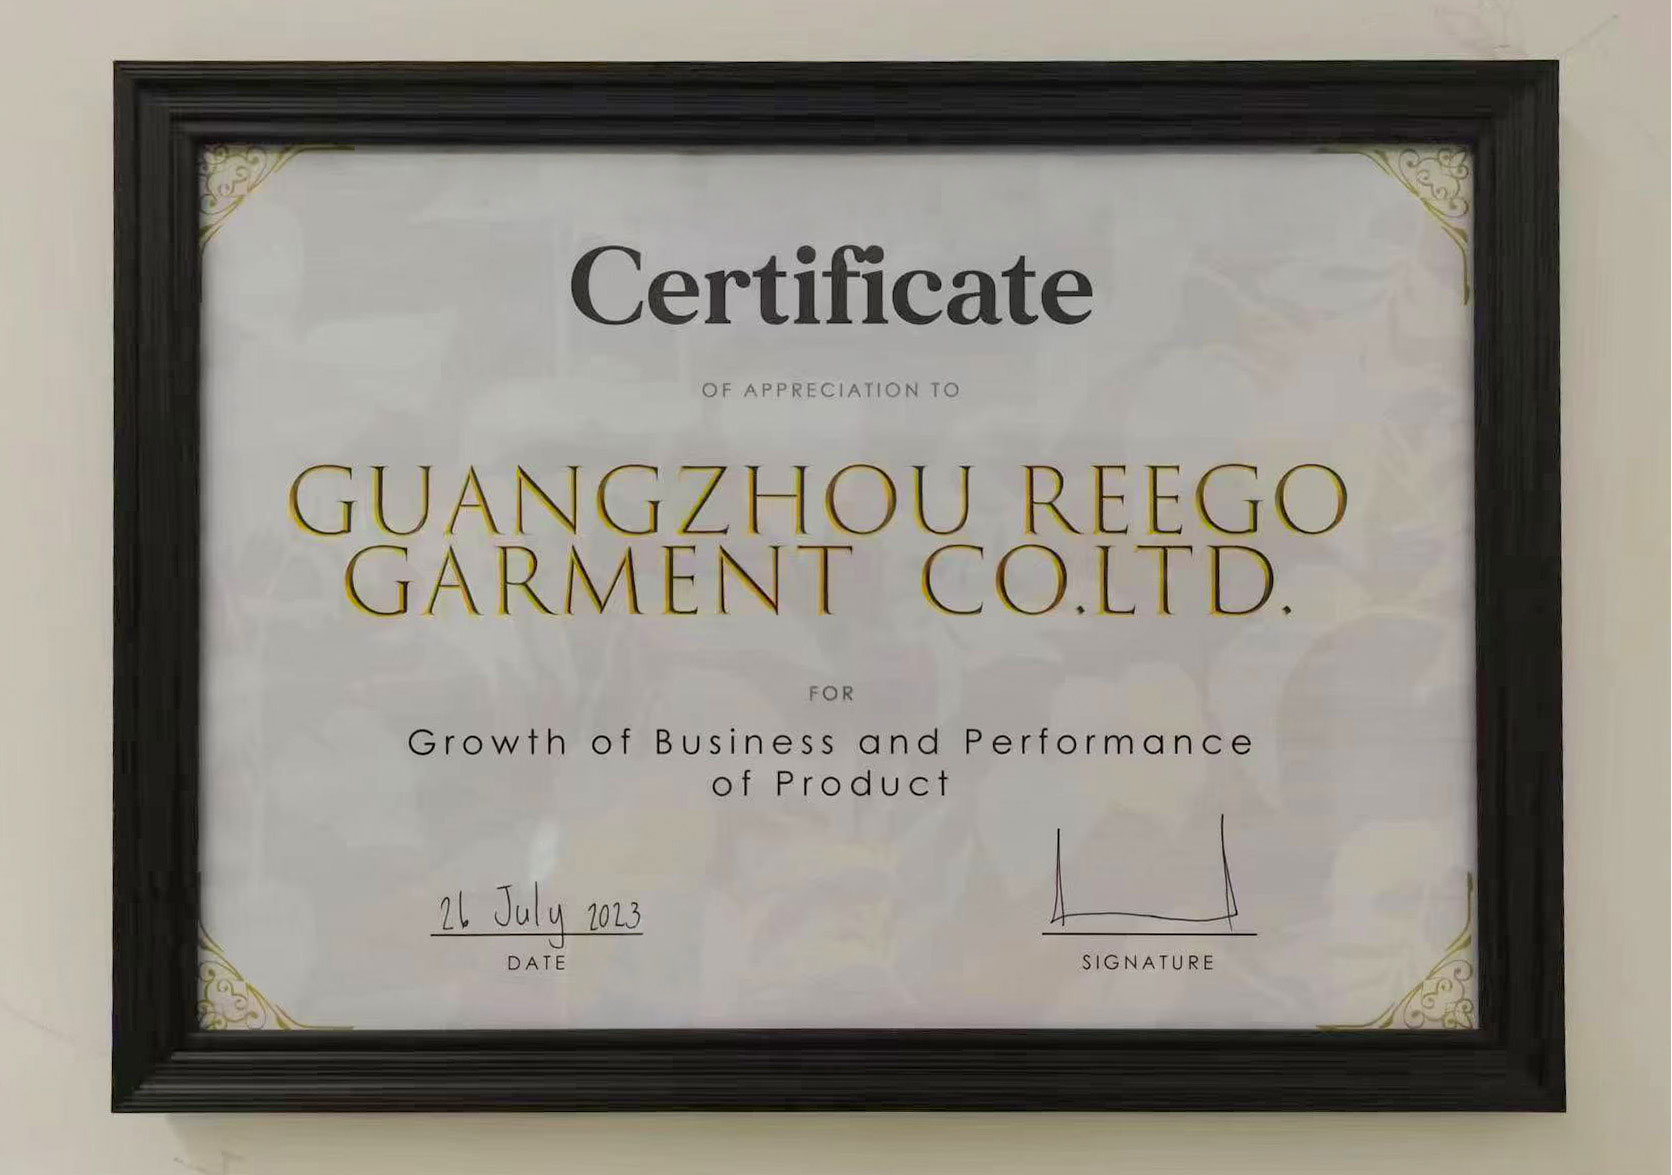 Certificate
OF APPRECIATION TO
GUANGZHOU REEGO
GARMENT CO.LTD.
FOR
Growth of Business and Performance
of Product
26 July 2023
DATE
SIGNATURE